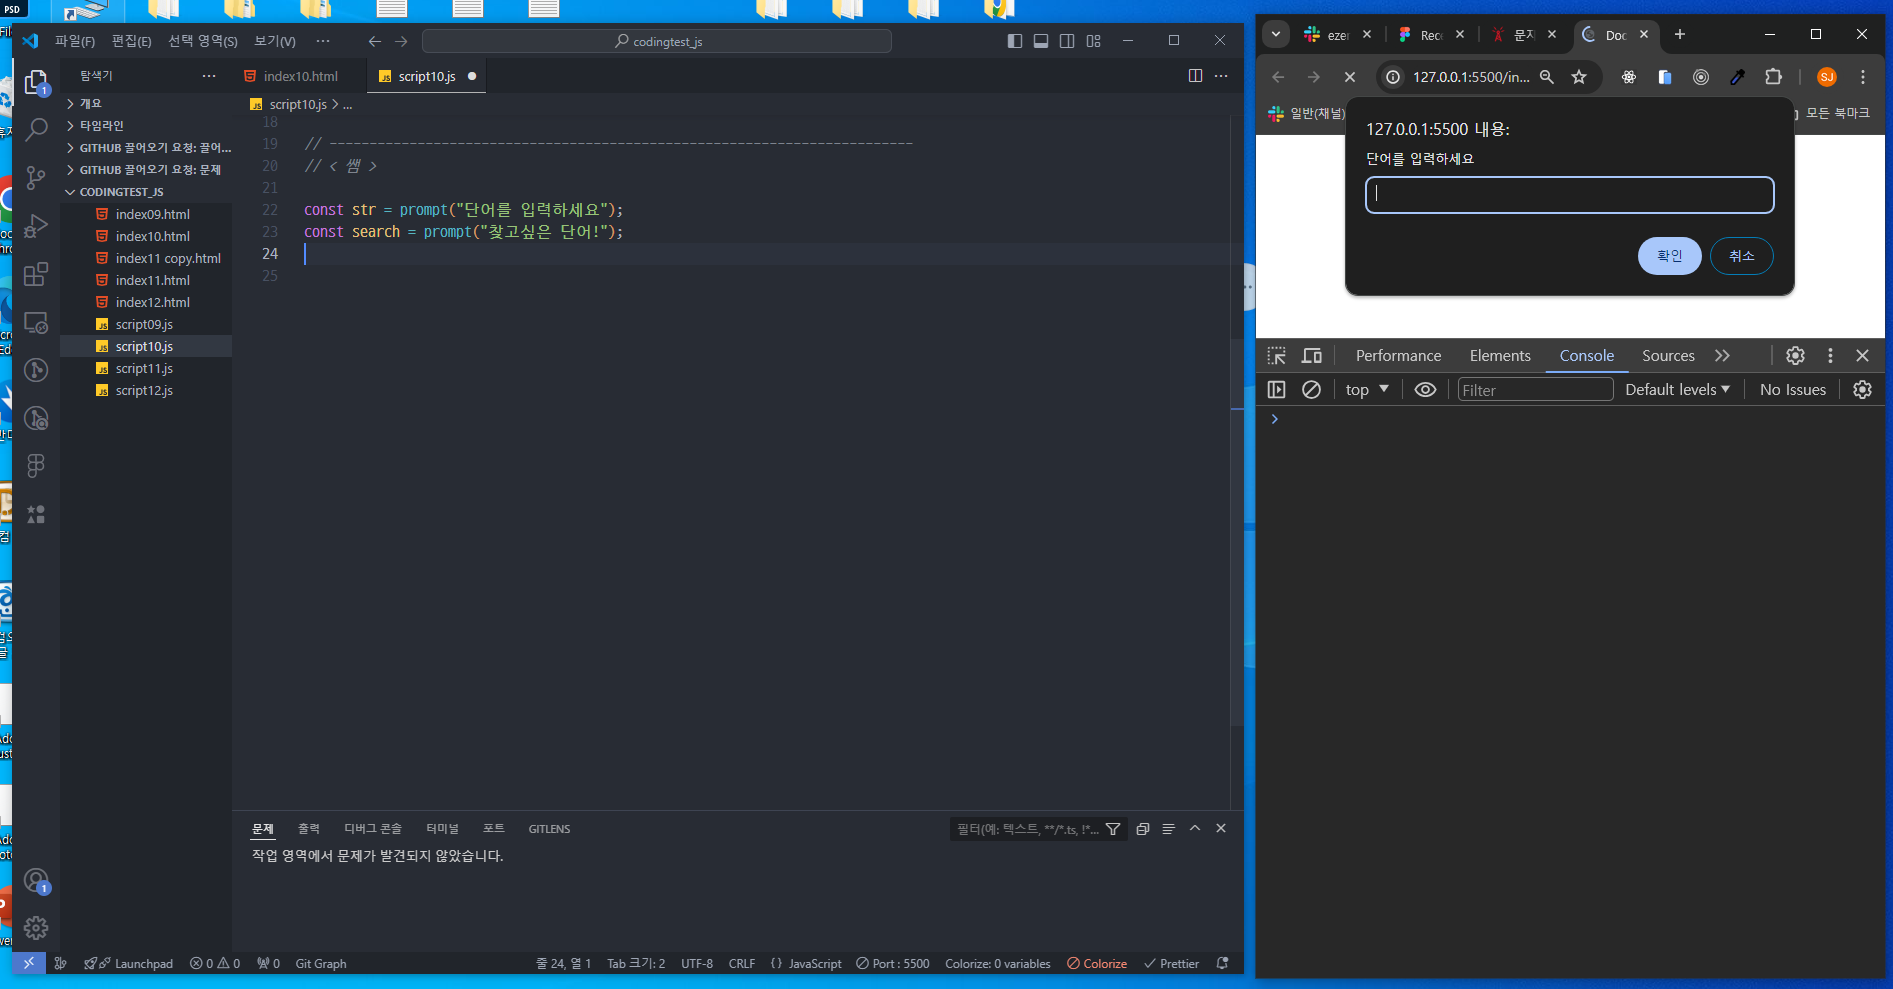 PSD
파일(F) 편집(E) 선택 영역(S) 보기(V) ···
codingtest_js
탐색기 ···
index10.html
script10.js
script10.js > ...
개요
타임라인
GITHUB 끌어오기 요청: 끌어...
GITHUB 끌어오기 요청: 문제
CODINGTEST_JS
index09.html
index10.html
index11 copy.html
index11.html
index12.html
script09.js
script10.js
script11.js
script12.js
18
19 // -------------------------------------------------------------------------
20 // < 쌤 >
21
22 const str = prompt("단어를 입력하세요");
23 const search = prompt("찾고싶은 단어!");
24
25
문제 출력 디버그 콘솔 터미널 포트 GITLENS
필터(예: 텍스트, **/*.ts, !*...
작업 영역에서 문제가 발견되지 않았습니다.
1
1
Launchpad 0 0 0 Git Graph
줄 24, 열 1 Tab 크기: 2 UTF-8 CRLF {} JavaScript Port : 5500 Colorize: 0 variables Colorize Prettier
ezer Rec 문자 Doc
127.0.0.1:5500/in...
SJ
일반(채널)
모든 북마크
127.0.0.1:5500 내용:
단어를 입력하세요
확인 취소
Performance Elements Console Sources
top Filter Default levels No Issues